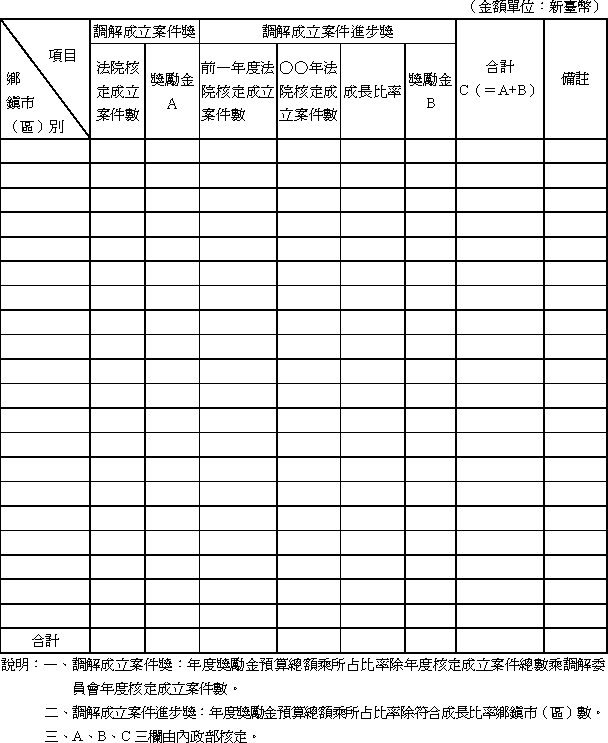 （金額單位：新臺幣）
項目
鄉
鎮市
（區）別
調解成立案件獎
調解成立案件進步獎
合計
C（＝A+B）
備註
法院核
定成立
案件數
獎勵金
A
前一年度法
院核定成立
案件數
〇〇年法
院核定成
立案件數
成長比率
獎勵金
B
合計
說明：一、調解成立案件獎：年度獎勵金預算總額乘所占比率除年度核定成立案件總數乘調解委
員會年度核定成立案件數。
二、調解成立案件進步獎：年度獎勵金預算總額乘所占比率除符合成長比率鄉鎮市（區）數。
三、A、B、C三欄由內政部核定。